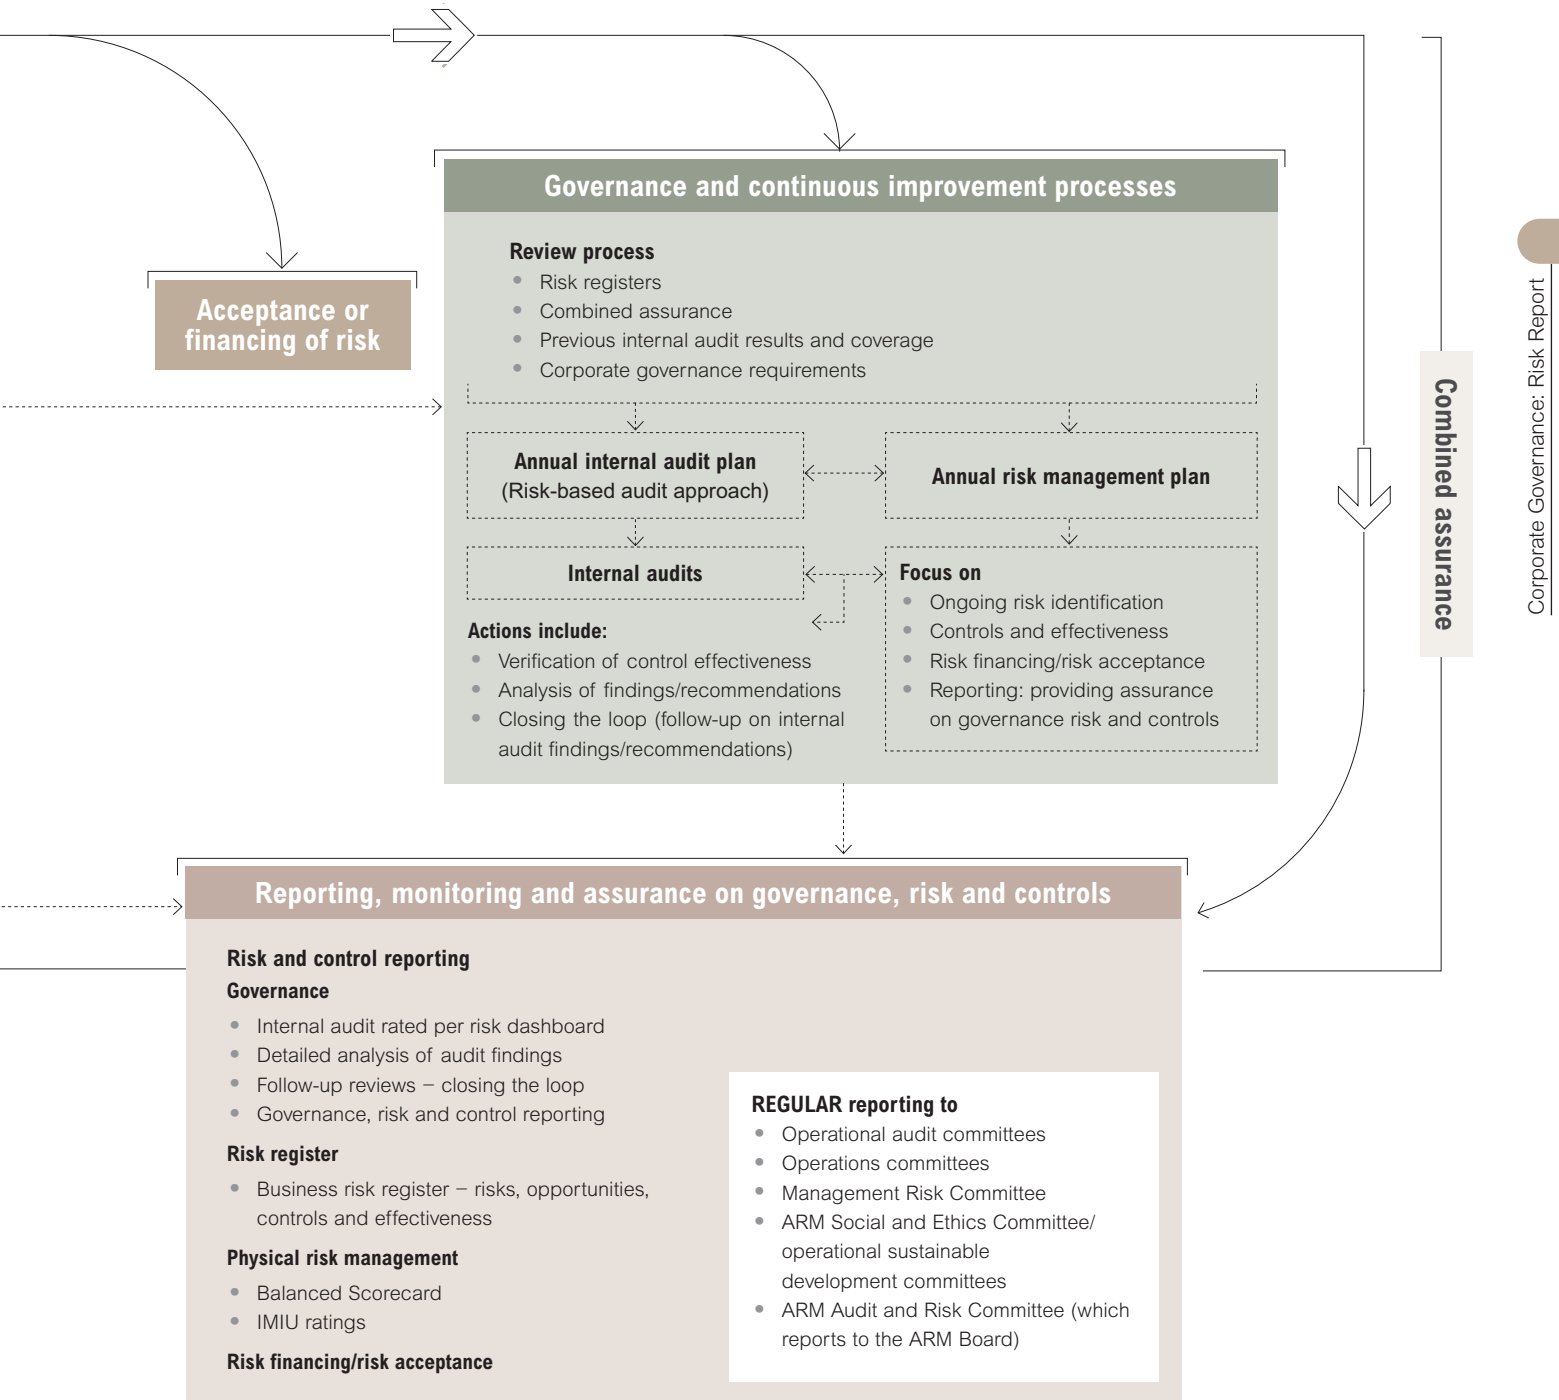 Governance and continuous improvement processes
Review process
• Risk registers
• Combined assurance
• Previous internal audit results and coverage
• Corporate governance requirements
Acceptance or
financing of risk
Annual internal audit plan
(Risk-based audit approach)
Annual risk management plan
Internal audits
Actions include:
• Verification of control effectiveness
• Analysis of findings/recommendations
• Closing the loop (follow-up on internal
audit findings/recommendations)
Focus on
• Ongoing risk identification
• Controls and effectiveness
• Risk financing/risk acceptance
• Reporting: providing assurance
on governance risk and controls
Combined assurance
Corporate Governance: Risk Report
Reporting, monitoring and assurance on governance, risk and controls
Risk and control reporting
Governance
• Internal audit rated per risk dashboard
• Detailed analysis of audit findings
• Follow-up reviews – closing the loop
• Governance, risk and control reporting
Risk register
• Business risk register – risks, opportunities,
controls and effectiveness
Physical risk management
• Balanced Scorecard
• IMIU ratings
Risk financing/risk acceptance
REGULAR reporting to
• Operational audit committees
• Operations committees
• Management Risk Committee
• ARM Social and Ethics Committee/
operational sustainable
development committees
• ARM Audit and Risk Committee (which
reports to the ARM Board)